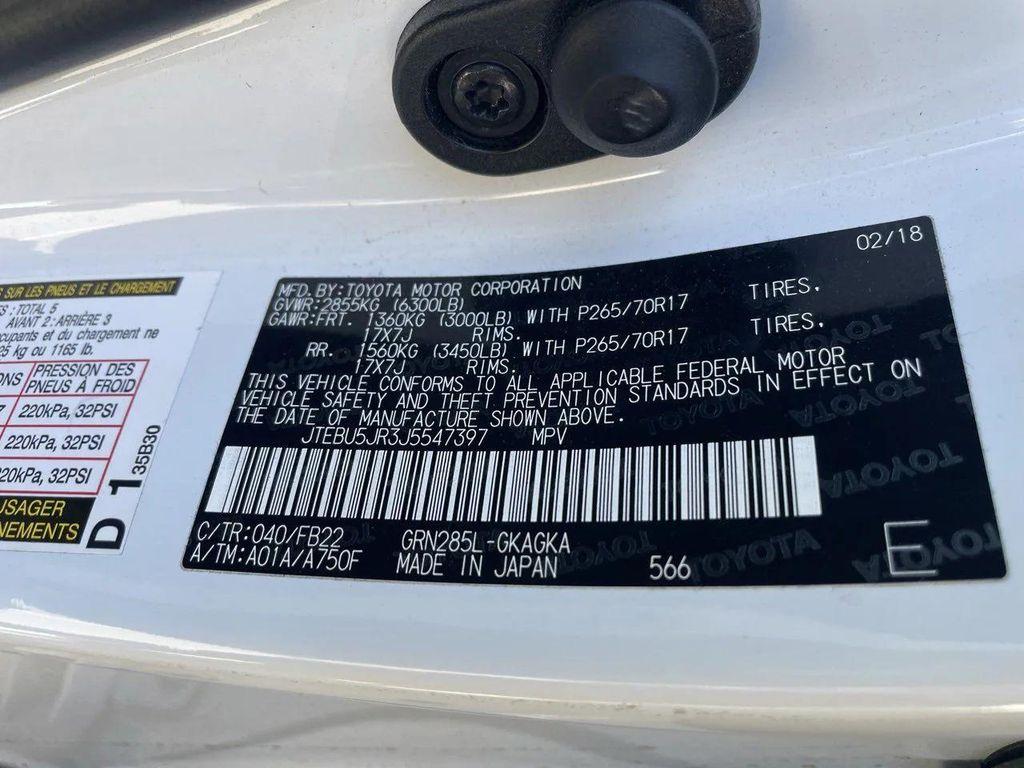 S SUR LES PNEUS ET LE CHARGEMENT
: TOTAL 5
AVANT 2: ARRIÈRE 3
occupants et du chargement ne
25 kg ou 1165 lb.
PRESSION DES
PNEUS À FROID
220kPa, 32PSI
220kPa, 32PSI
220kPa, 32PSI
USAGER
D 1 35B30
02/18
MFD. BY: TOYOTA MOTOR CORPORATION
GVWR: 2855KG (6300LB)
GAWR: FRT. 1360KG (3000LB) WITH P265/70R17 TIRES,
17X7J RIMS.
RR. 1560KG (3450LB) WITH P265/70R17 TIRES,
17X7J RIMS.
THIS VEHICLE CONFORMS TO ALL APPLICABLE FEDERAL MOTOR
VEHICLE SAFETY AND THEFT PREVENTION STANDARDS IN EFFECT ON
THE DATE OF MANUFACTURE SHOWN ABOVE.
JTEBU5JR3J5547397 MPV
C/TR: 040/FB22 GRN285L-GKAGKA
A/TM: A01A/A750F MADE IN JAPAN 566 E
TOYOTA